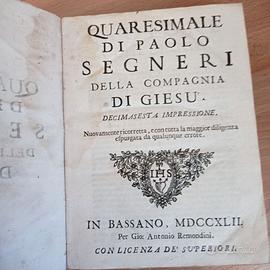 QUARESIMALE
DI PAOLO
SEGNERI
DELLA COMPAGNIA
DI GIESÙ.
DECIMASESTA IMPRESSIONE.
Nuovamente ricorretta, e con tutta la maggior diligenza
espurgata da qualunque errore.
IHS
IN BASSANO, MDCCXLII.
Per Gio: Antonio Remondini.
CON LICENZA DE' SUPERIORI.